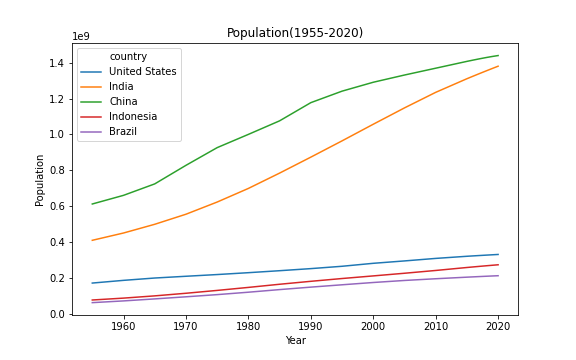 Population(1955-2020)
1e9
country
United States
India
China
Indonesia
Brazil
1.4
1.2
1.0
0.8
0.6
0.4
0.2
0.0
Population
1960 1970 1980 1990 2000 2010 2020
Year